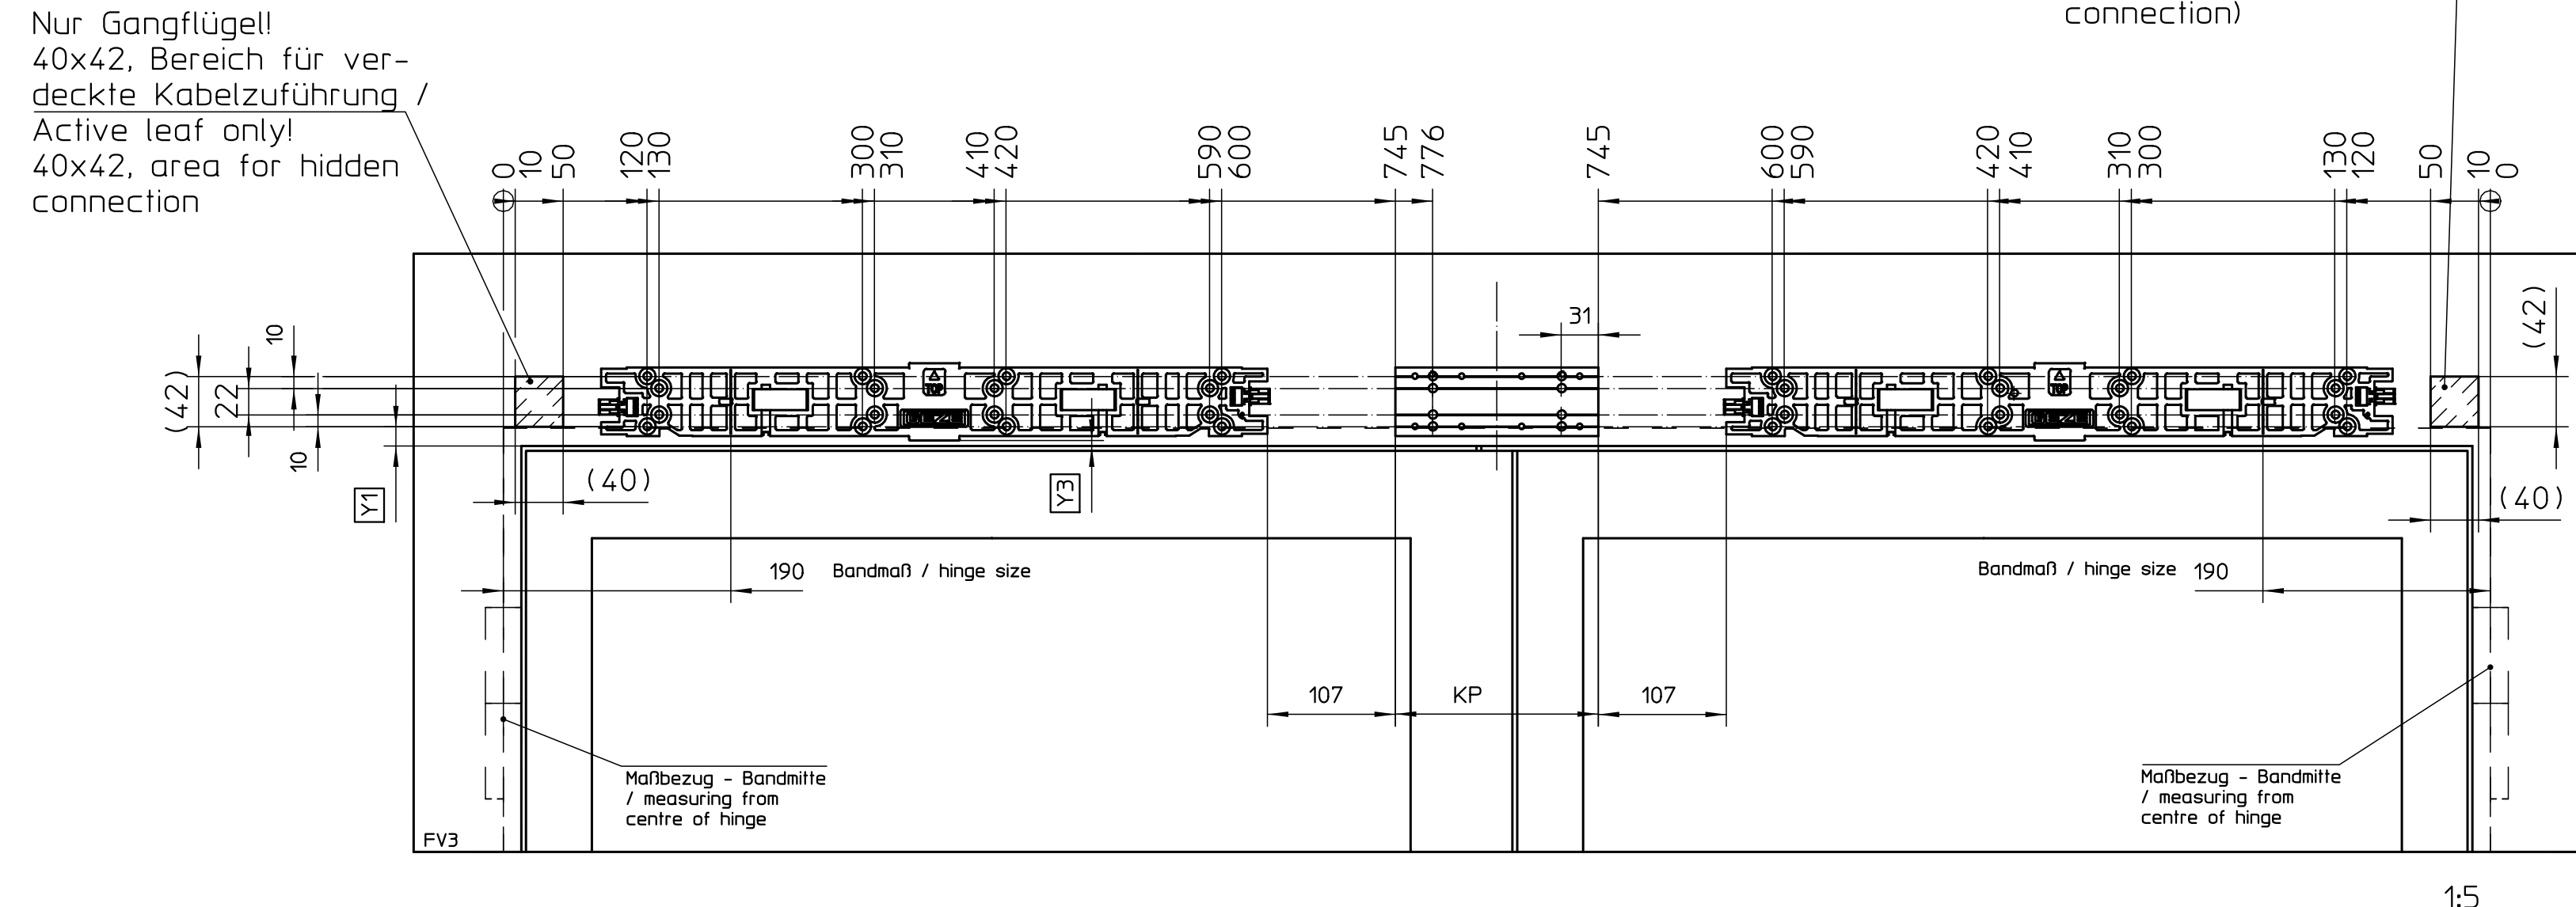 Nur Gangflügel!
40x42, Bereich für ver-
deckte Kabelzuführung /
Active leaf only!
40x42, area for hidden
connection
connection)
0 10 50 120 130 300 310 410 420 590 600 745 776 745 600 590 420 410 310 300 130 120 50 10 0
31
10
(42)
22
10
(42)
TOP
TOP
Y1
(40)
Y3
(40)
190 Bandmaß / hinge size
Bandmaß / hinge size 190
107 KP 107
Maßbezug - Bandmitte
/ measuring from
centre of hinge
Maßbezug - Bandmitte
/ measuring from
centre of hinge
FV3
1:5